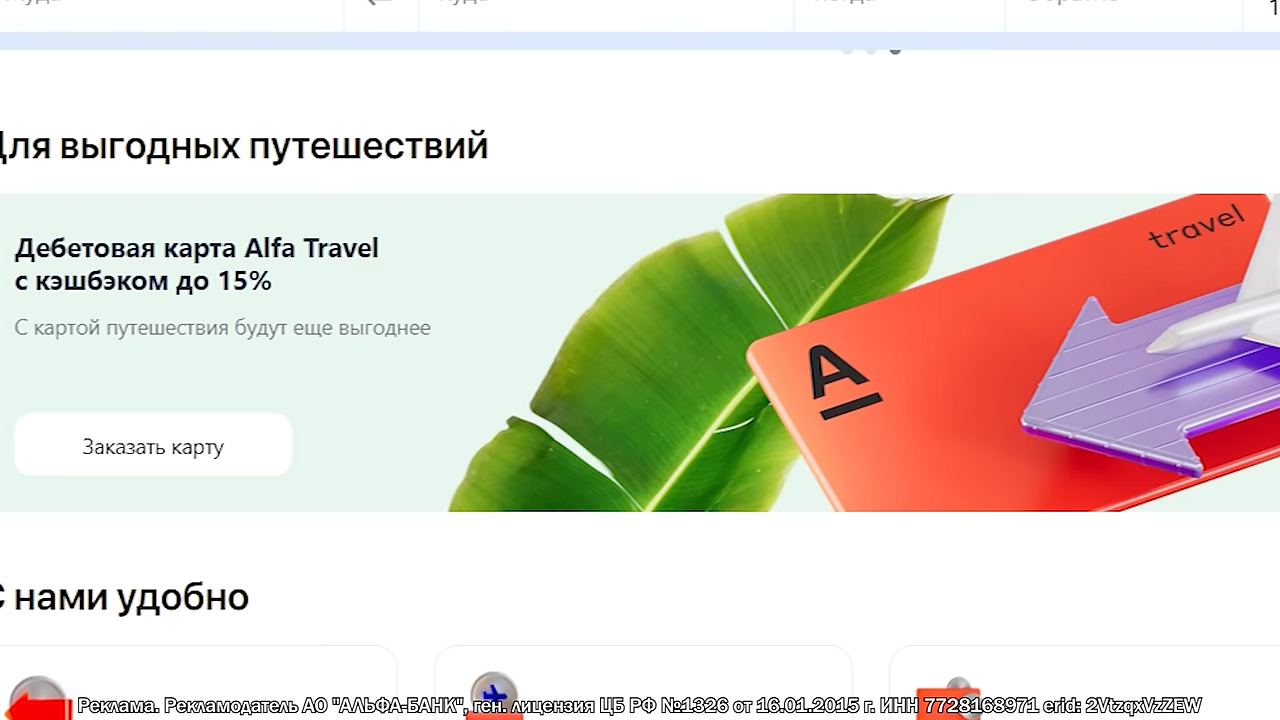 Для выгодных путешествий
travel
Дебетовая карта Alfa Travel
с кэшбэком до 15%
С картой путешествия будут еще выгоднее
A
Заказать карту
С нами удобно
Реклама. Рекламодатель АО "АЛЬФА-БАНК", ген. лицензия ЦБ РФ №1326 от 16.01.2015 г. ИНН 7728168971 erid: 2VtzqxVzZEW